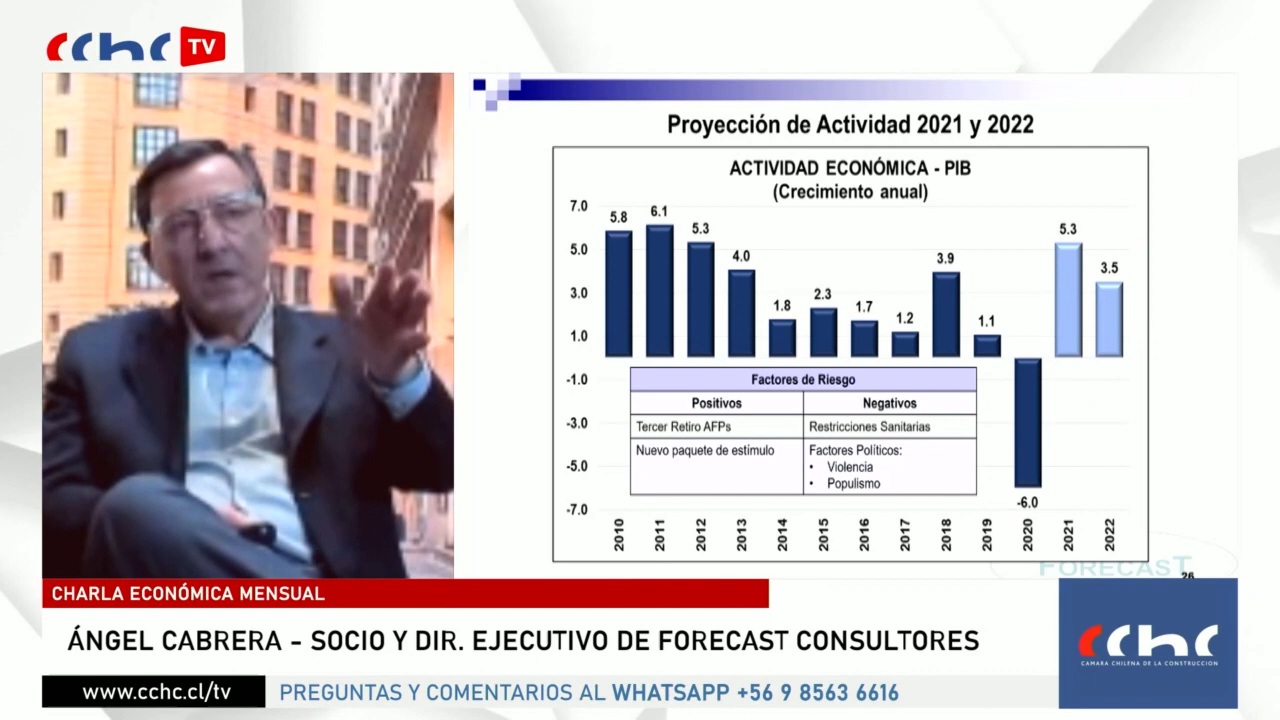 cchc TV
Proyección de Actividad 2021 y 2022
ACTIVIDAD ECONÓMICA - PIB
(Crecimiento anual)
7.0
5.0
3.0
1.0
-1.0
-3.0
-5.0
-7.0
5.8
6.1
5.3
4.0
1.8
2.3
1.7
1.2
3.9
1.1
-6.0
5.3
3.5
Factores de Riesgo
Positivos Negativos
Tercer Retiro AFPs Restricciones Sanitarias
Nuevo paquete de estímulo Factores Políticos:
• Violencia
• Populismo
2010 2011 2012 2013 2014 2015 2016 2017 2018 2019 2020 2021 2022
FORECAST
26
CHARLA ECONÓMICA MENSUAL
ÁNGEL CABRERA - SOCIO Y DIR. EJECUTIVO DE FORECAST CONSULTORES
cchc
CAMARA CHILENA DE LA CONSTRUCCION
www.cchc.cl/tv
PREGUNTAS Y COMENTARIOS AL WHATSAPP +56 9 8563 6616